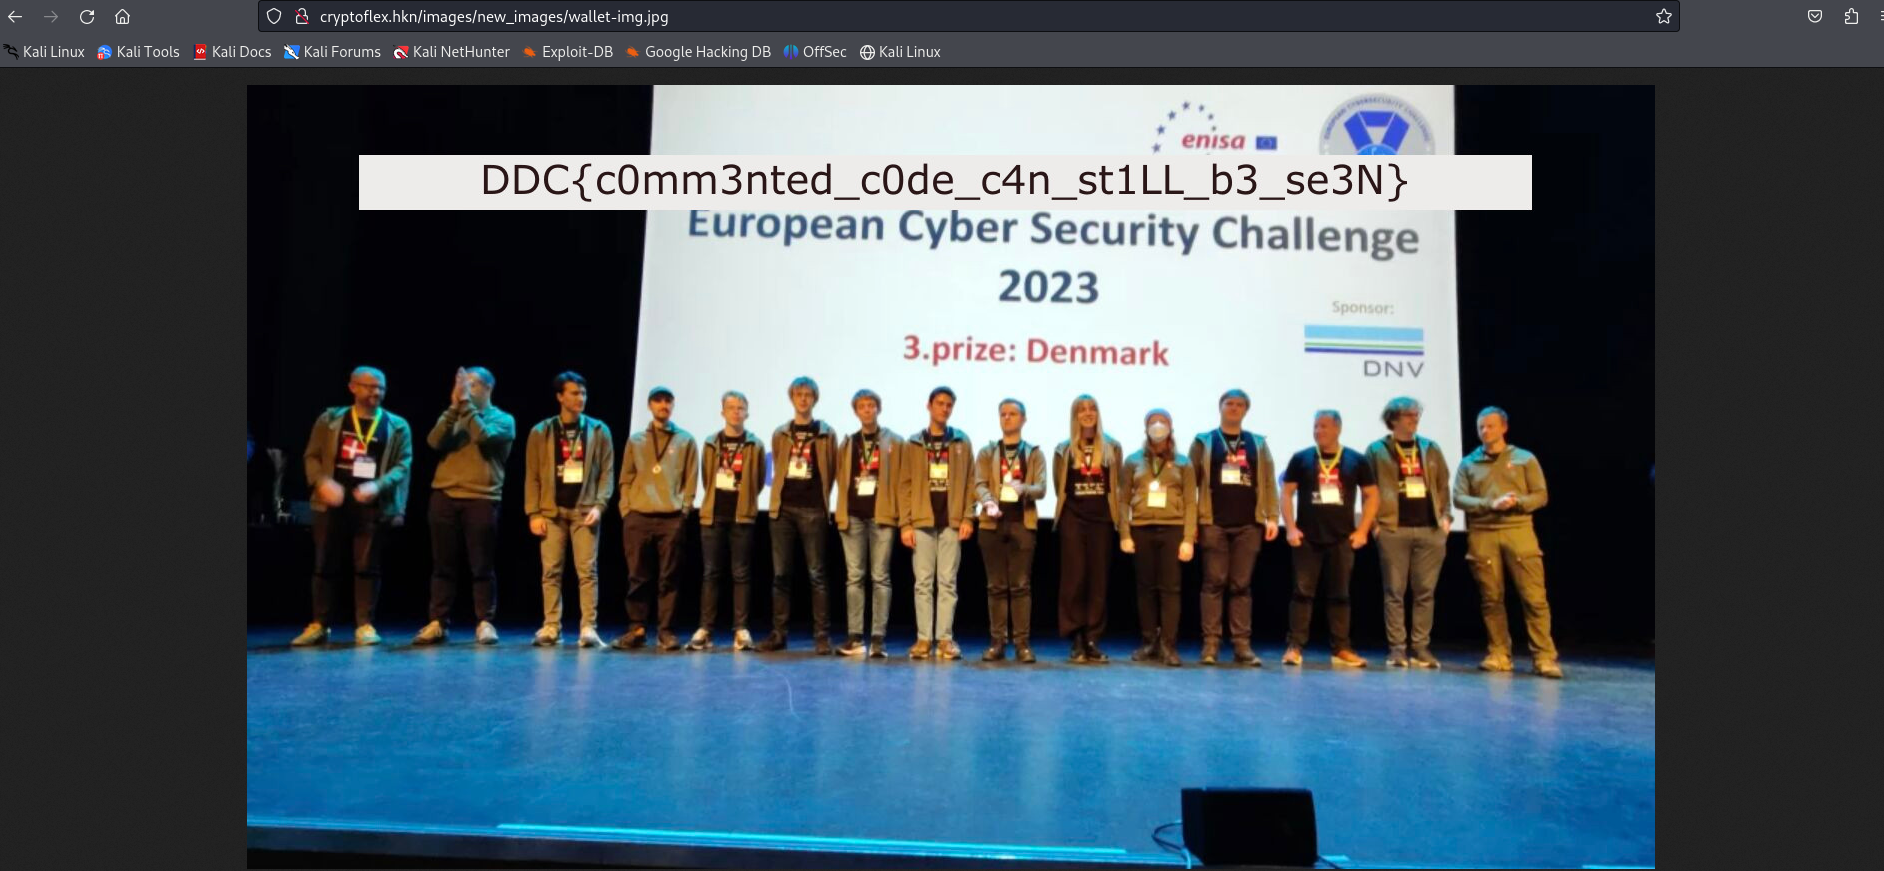 cryptoflex.hkn/images/new_images/wallet-img.jpg
Kali Linux Kali Tools Kali Docs Kali Forums Kali NetHunter Exploit-DB Google Hacking DB OffSec Kali Linux
enisa
DDC{c0mm3nted_c0de_c4n_st1LL_b3_se3N}
European Cyber Security Challenge
2023
Sponsor:
3.prize: Denmark
DNV